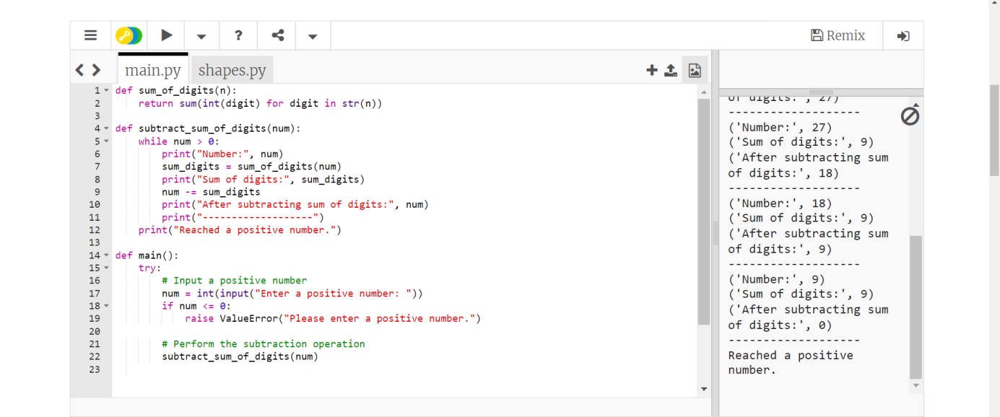 ? Remix
main.py shapes.py
1 def sum_of_digits(n):
2     return sum(int(digit) for digit in str(n))
3
4 def subtract_sum_of_digits(num):
5     while num > 0:
6         print("Number:", num)
7         sum_digits = sum_of_digits(num)
8         print("Sum of digits:", sum_digits)
9         num -= sum_digits
10         print("After subtracting sum of digits:", num)
11         print("-------------------")
12     print("Reached a positive number.")
13
14 def main():
15     try:
16         # Input a positive number
17         num = int(input("Enter a positive number: "))
18         if num <= 0:
19             raise ValueError("Please enter a positive number.")
20
21         # Perform the subtraction operation
22         subtract_sum_of_digits(num)
23
of digits:', 27)
-------------------
('Number:', 27)
('Sum of digits:', 9)
('After subtracting sum
of digits:', 18)
-------------------
('Number:', 18)
('Sum of digits:', 9)
('After subtracting sum
of digits:', 9)
-------------------
('Number:', 9)
('Sum of digits:', 9)
('After subtracting sum
of digits:', 0)
-------------------
Reached a positive
number.